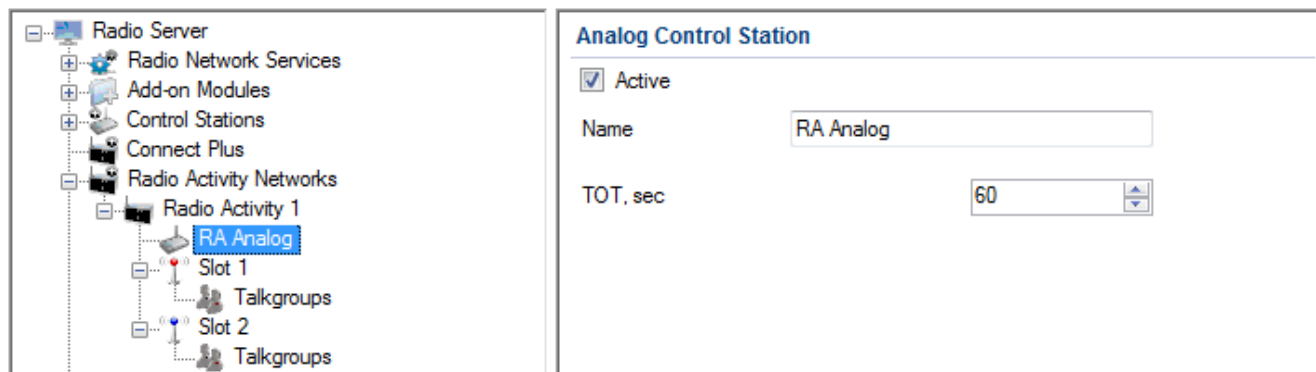 Radio Server
Radio Network Services
Add-on Modules
Control Stations
Connect Plus
Radio Activity Networks
Radio Activity 1
RA Analog
Slot 1
Talkgroups
Slot 2
Talkgroups
Analog Control Station
Active
Name RA Analog
TOT, sec 60